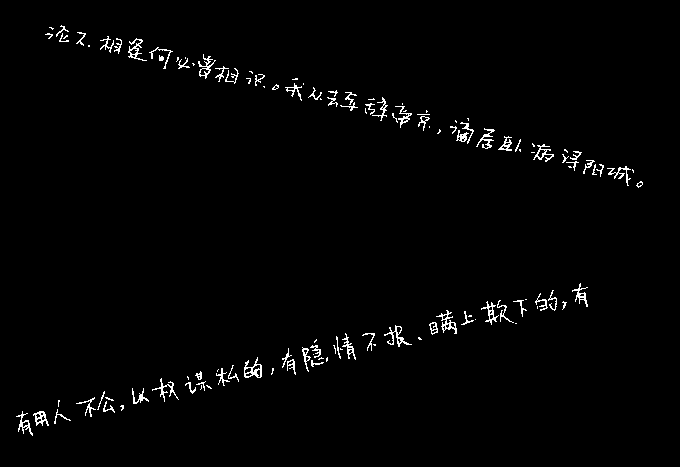 沦人,相逢何必曾相识。我从去年辞帝京,谪居卧病浔阳城。
有用人不公,以权谋私的,有隐情不报、瞒上欺下的,有